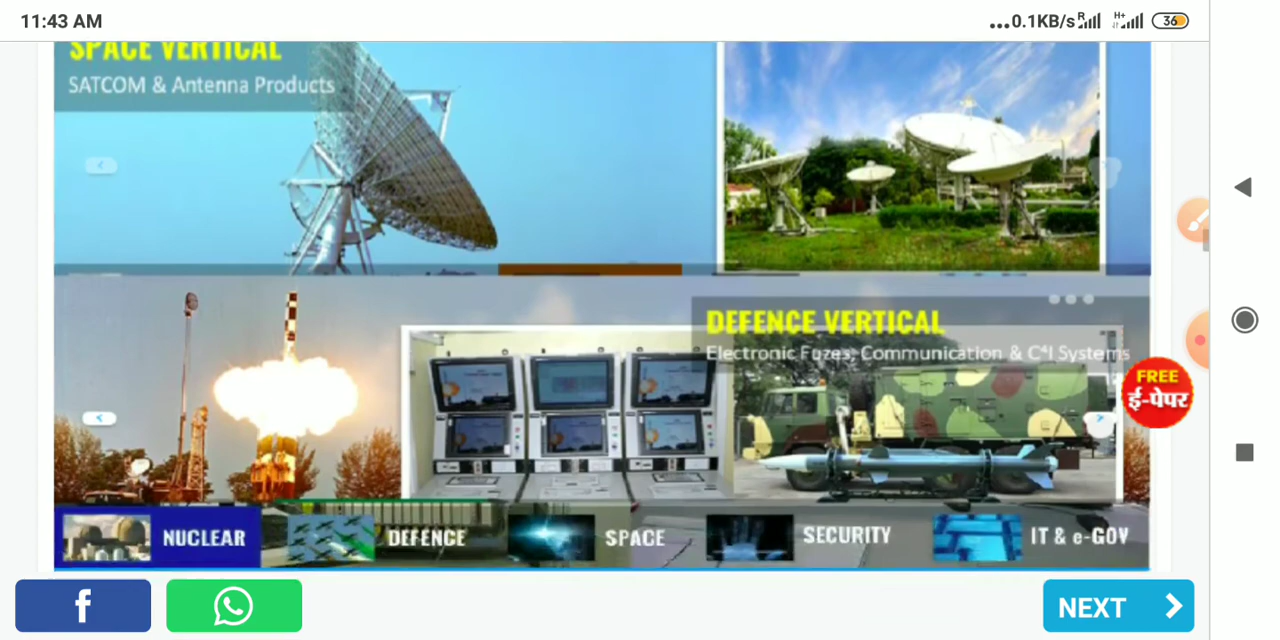 11:43 AM
...0.1KB/s R H+ 36
SPACE VERTICAL
SATCOM & Antenna Products
DEFENCE VERTICAL
Electronic Fuzes, Communication & C⁴I Systems
FREE
ई-पेपर
NUCLEAR DEFENCE SPACE SECURITY IT & e-GOV
f
NEXT